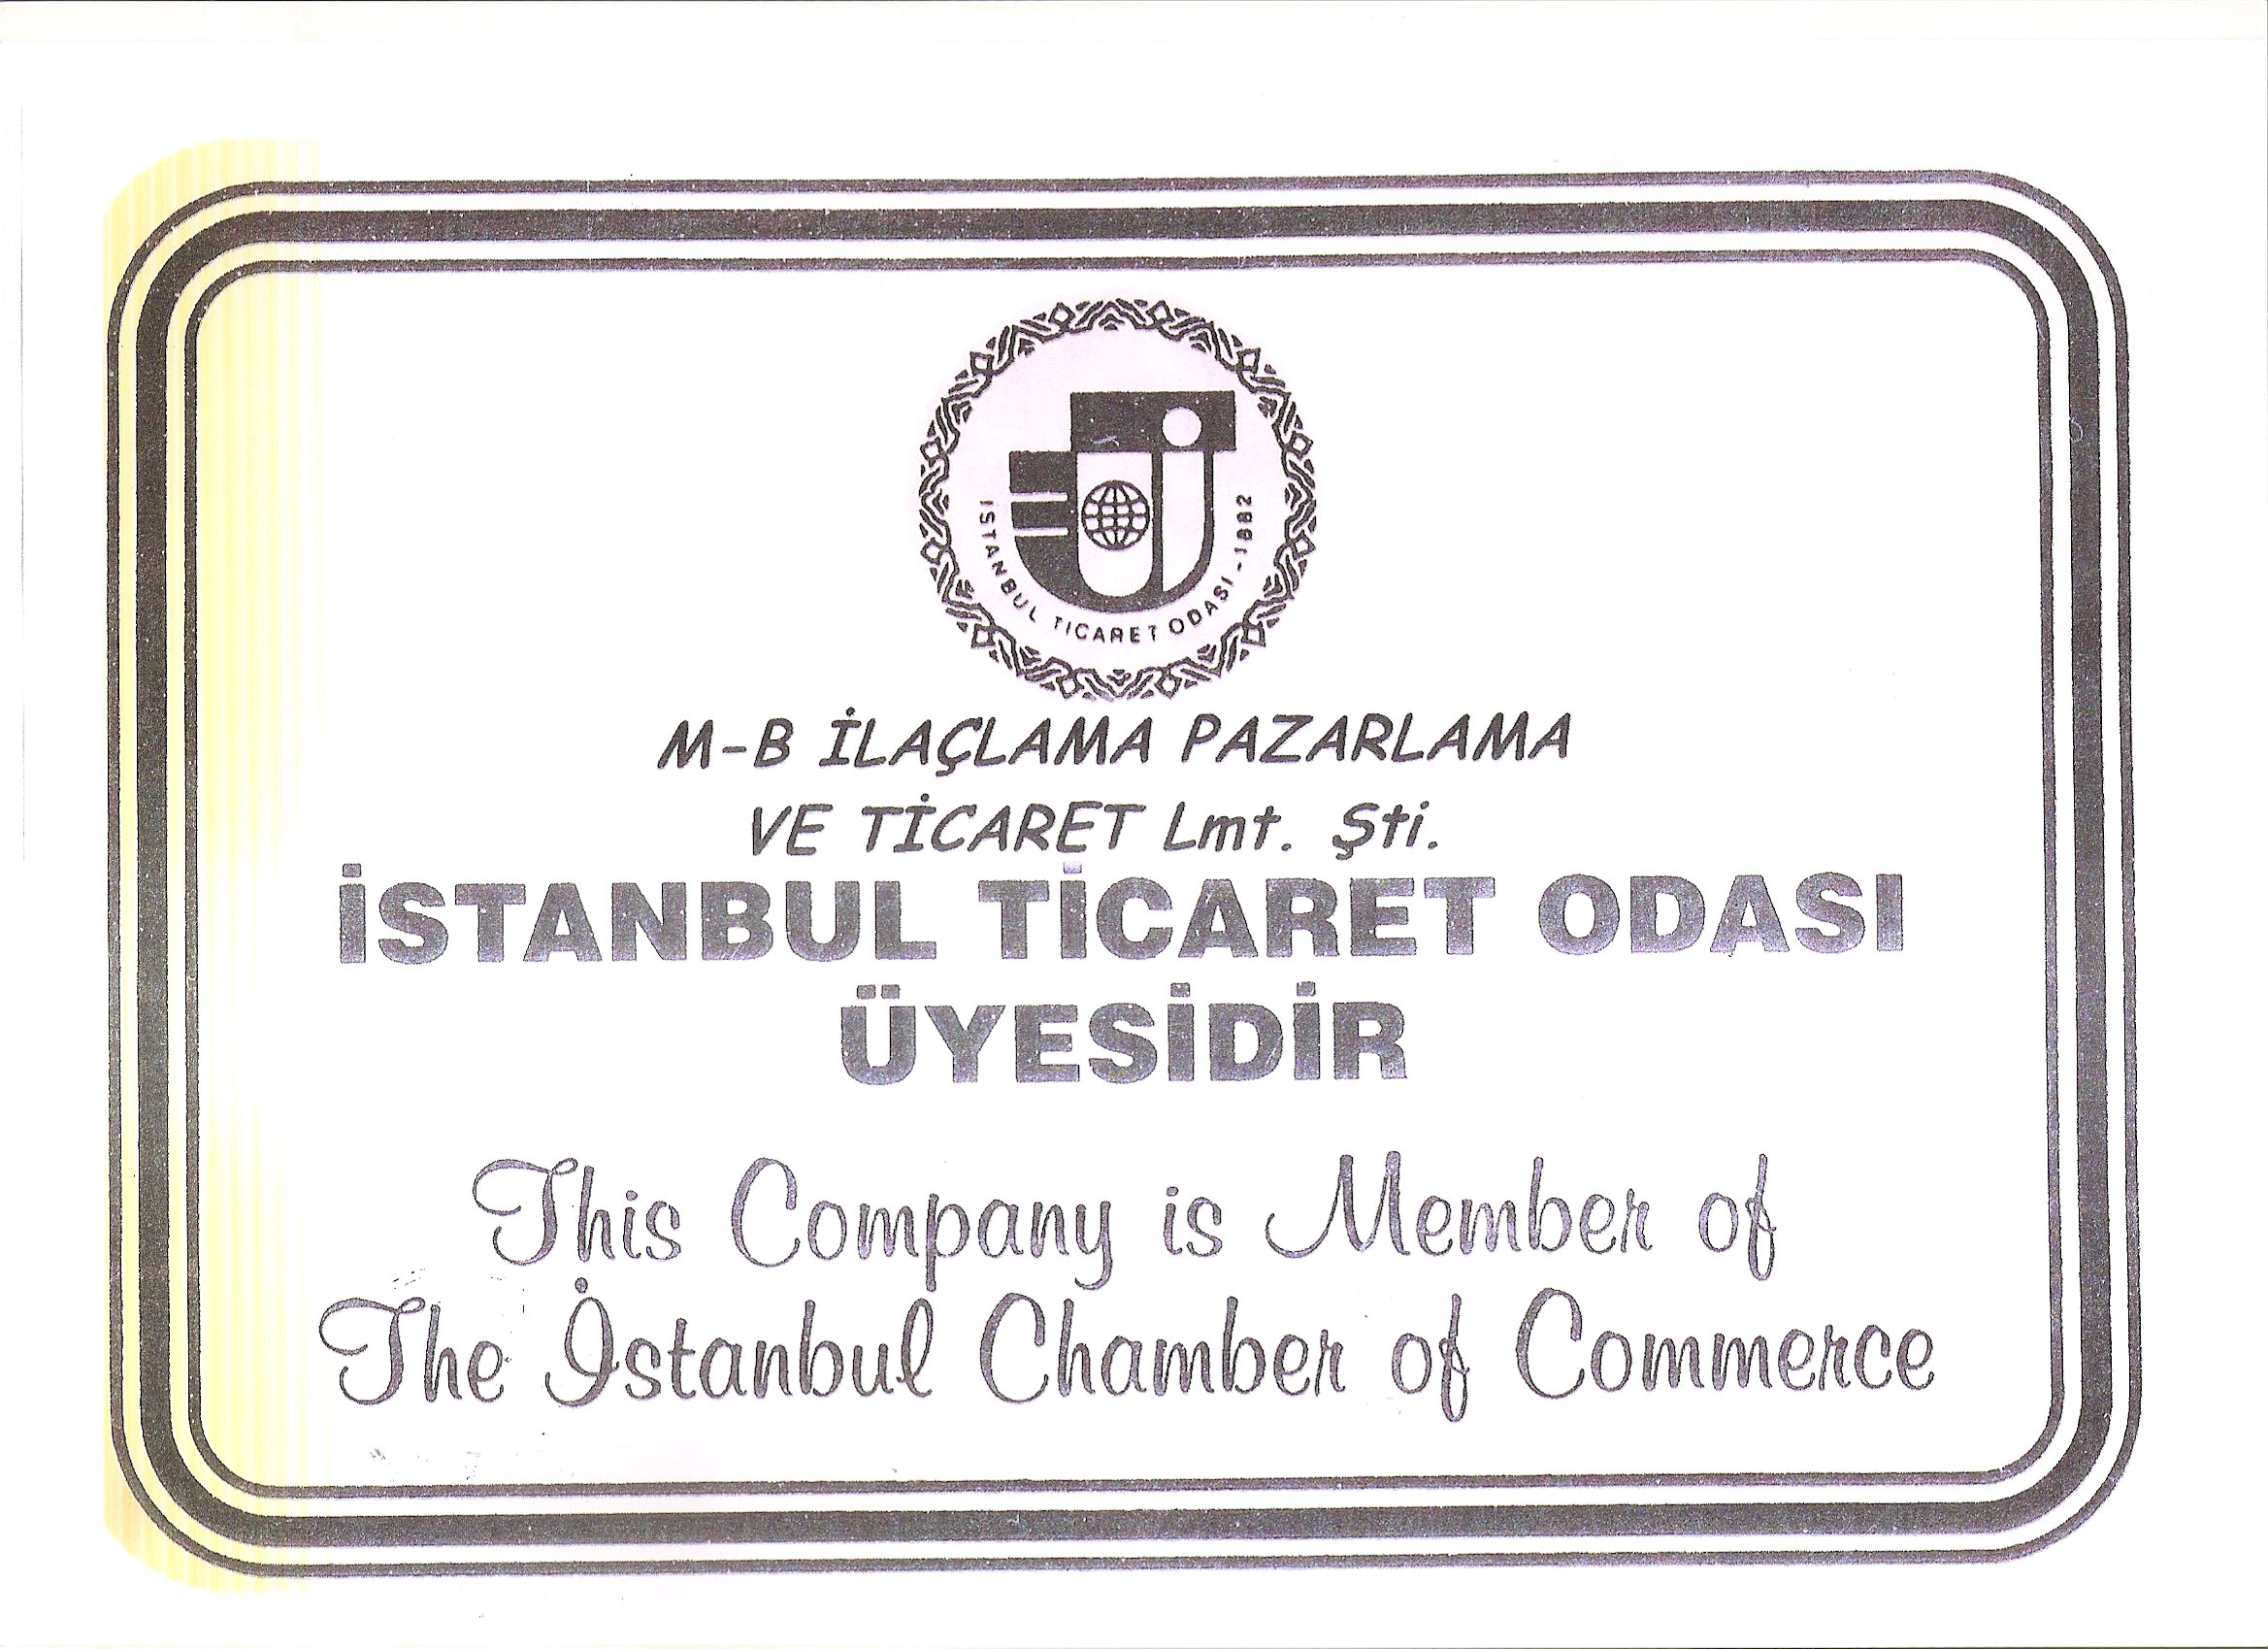 İSTANBUL TİCARET ODASI - 1882
M-B İLAÇLAMA PAZARLAMA
VE TİCARET Lmt. Şti.
İSTANBUL TİCARET ODASI
ÜYESİDİR
This Company is Member of
The İstanbul Chamber of Commerce